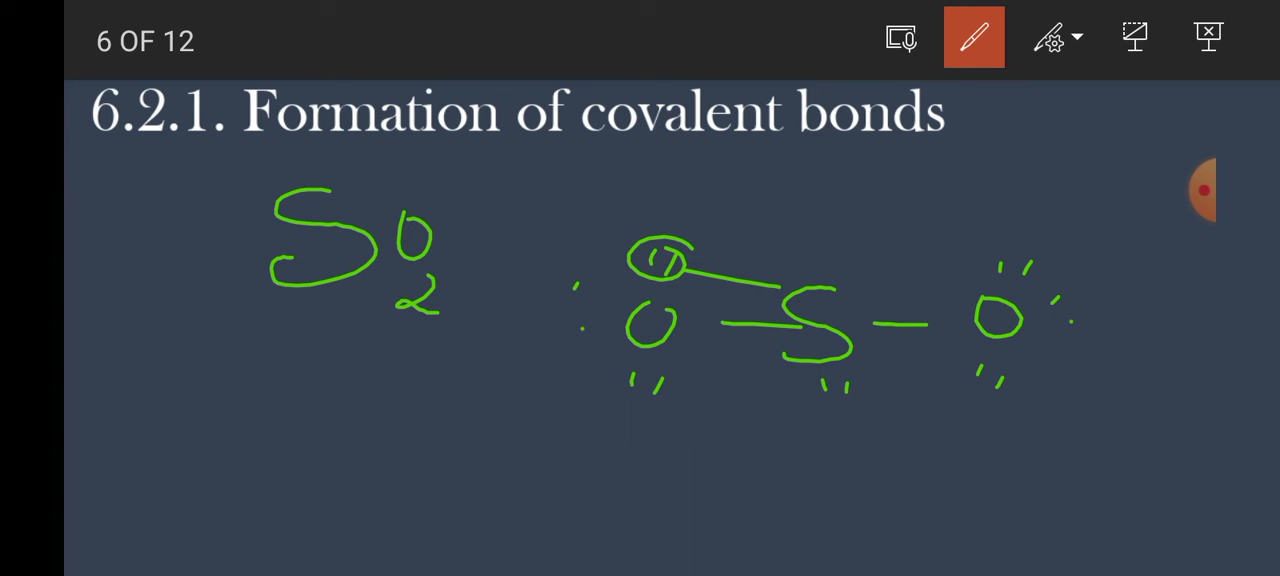 6 OF 12
6.2.1. Formation of covalent bonds
SO2
O — S — O